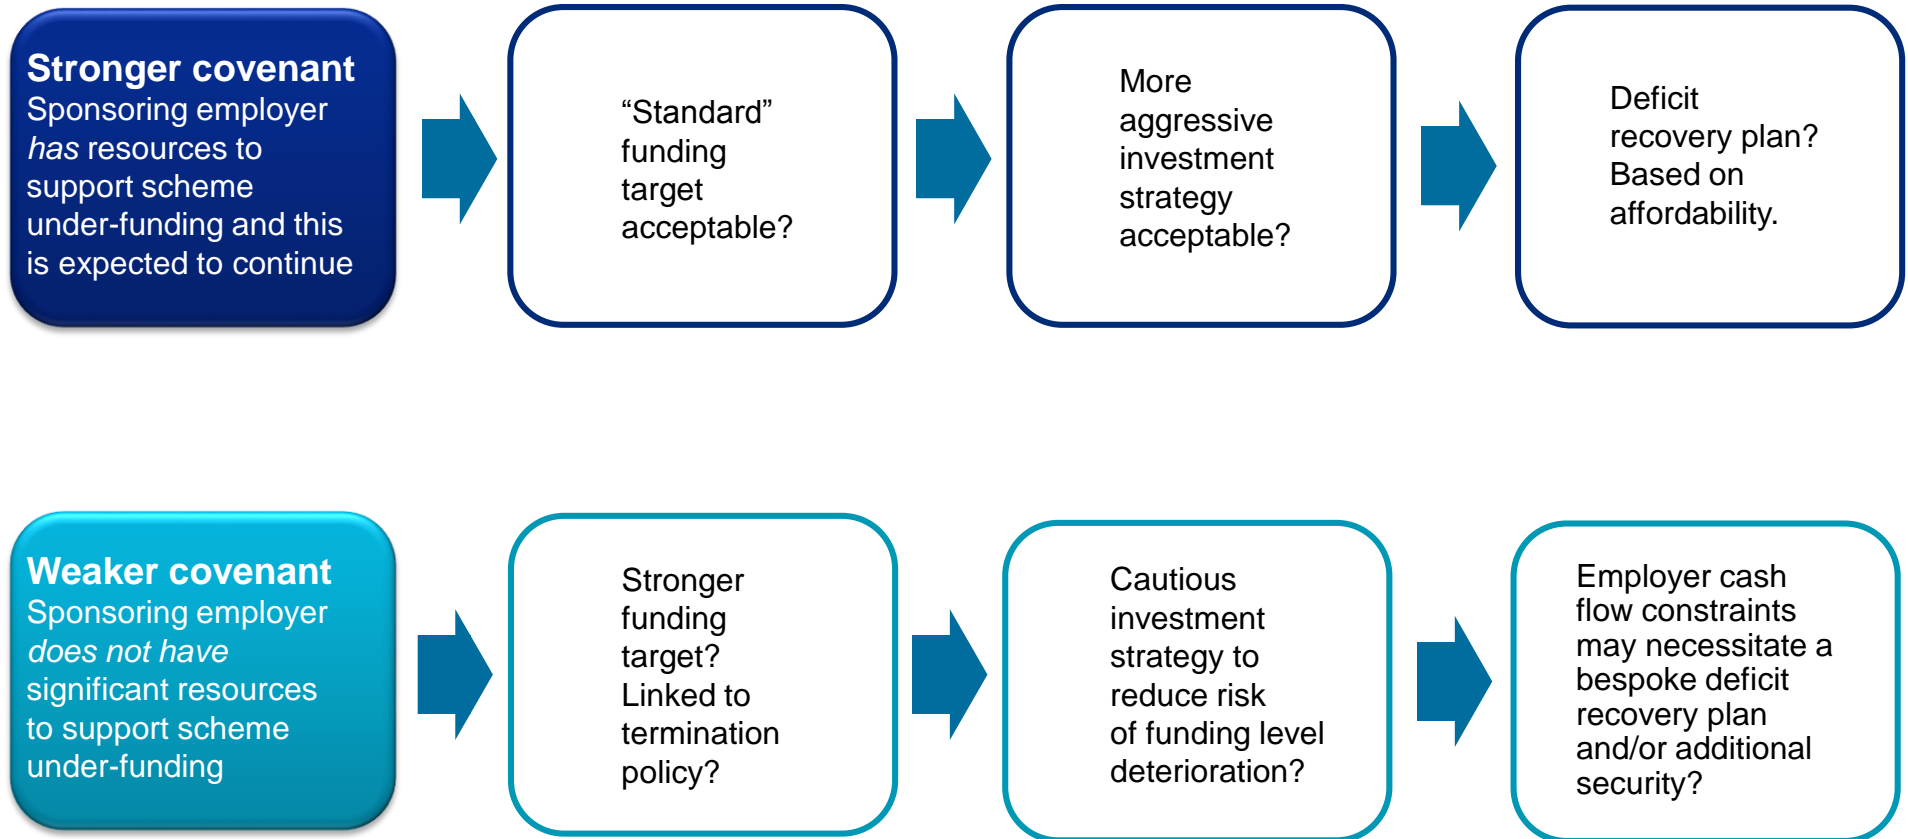 Stronger covenant
Sponsoring employer
has resources to
support scheme
under-funding and this
is expected to continue
“Standard”
funding
target
acceptable?
More
aggressive
investment
strategy
acceptable?
Deficit
recovery plan?
Based on
affordability.
Weaker covenant
Sponsoring employer
does not have
significant resources
to support scheme
under-funding
Stronger
funding
target?
Linked to
termination
policy?
Cautious
investment
strategy to
reduce risk
of funding level
deterioration?
Employer cash
flow constraints
may necessitate a
bespoke deficit
recovery plan
and/or additional
security?